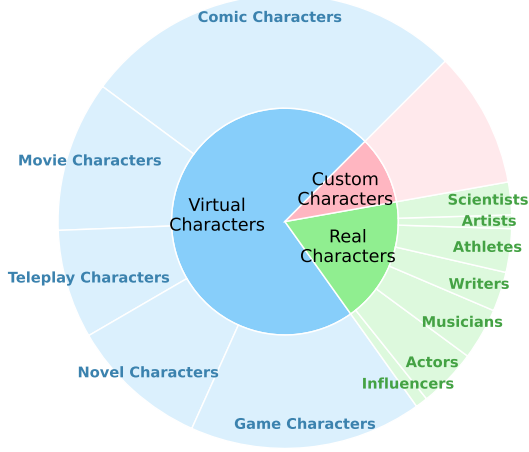 Comic Characters
Movie Characters
Teleplay Characters
Novel Characters
Game Characters
Virtual
Characters
Custom
Characters
Real
Characters
Scientists
Artists
Athletes
Writers
Musicians
Actors
Influencers